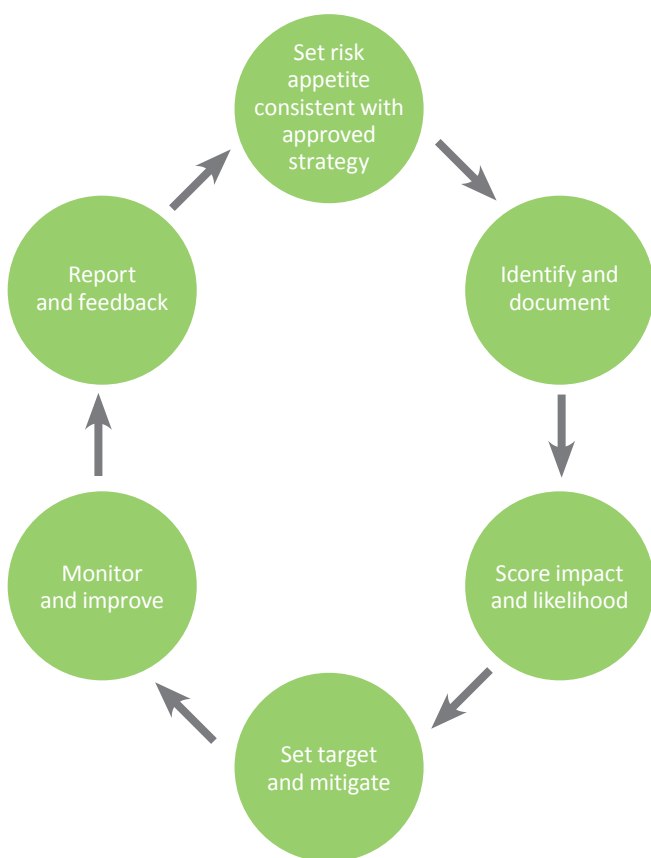 Set risk
appetite
consistent with
approved
strategy
Identify and
document
Score impact
and likelihood
Set target
and mitigate
Monitor
and improve
Report
and feedback